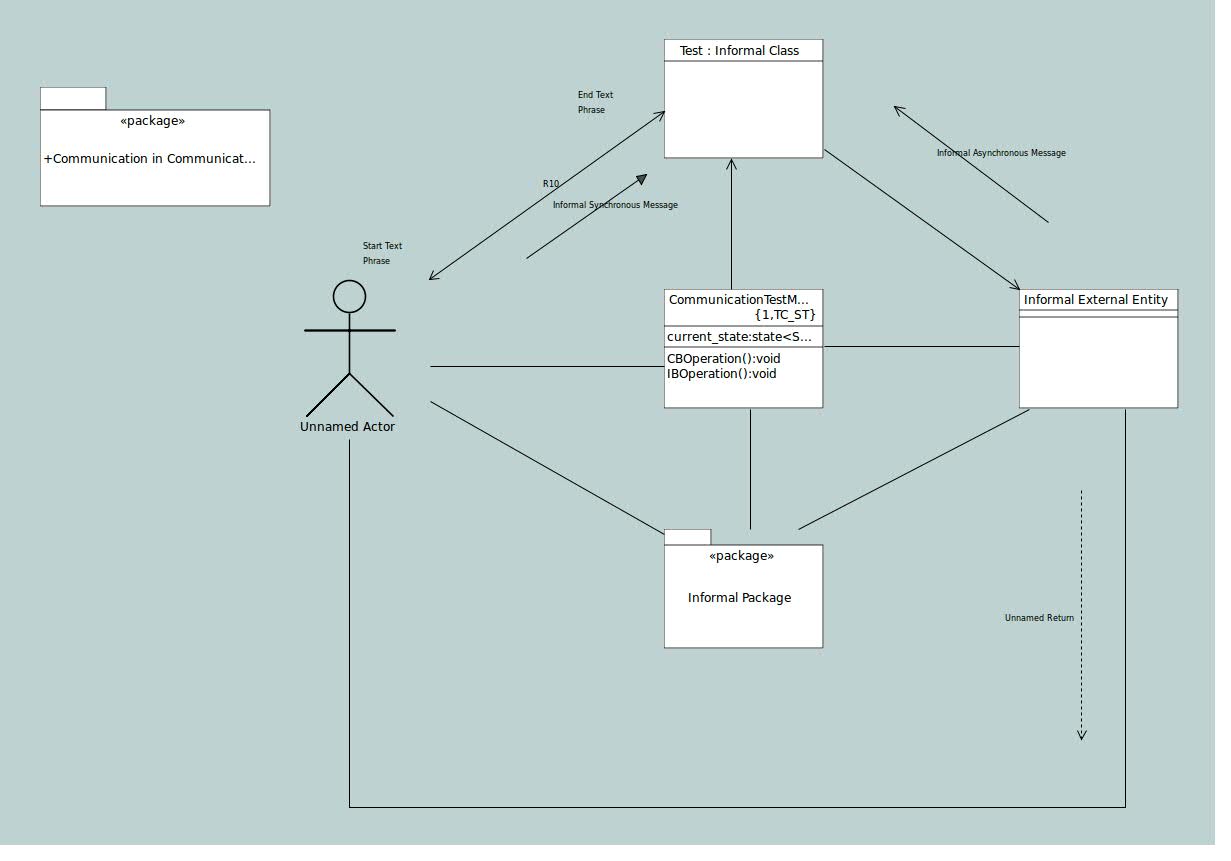 Test : Informal Class
End Text
Phrase
«package»
+Communication in Communicat...
Informal Asynchronous Message
R10
Informal Synchronous Message
Start Text
Phrase
CommunicationTestM...
{1,TC_ST}
current_state:state<S...
CBOperation():void
IBOperation():void
Informal External Entity
Unnamed Actor
«package»
Informal Package
Unnamed Return